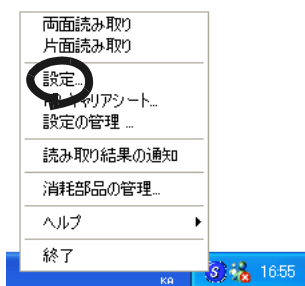 両面読み取り
片面読み取り
設定...
キャリアシート...
設定の管理 ...
読み取り結果の通知
消耗部品の管理...
ヘルプ
終了
KA
S
16:55